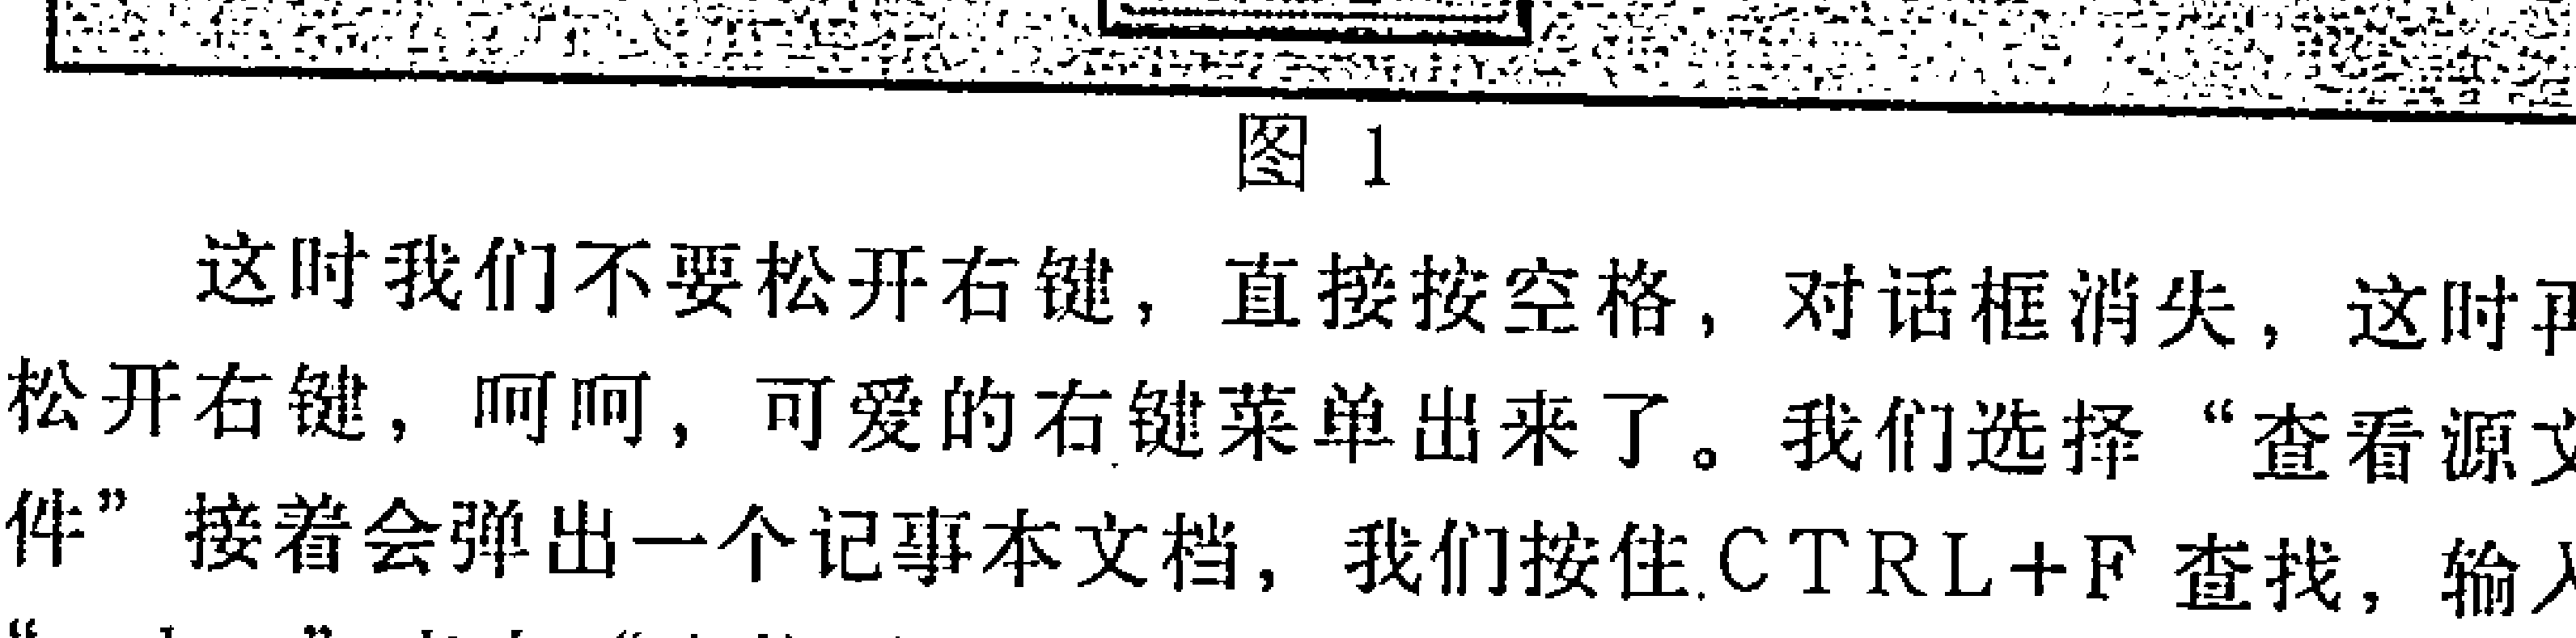 图 1
这时我们不要松开右键，直接按空格，对话框消失，这时再
松开右键，呵呵，可爱的右键菜单出来了。我们选择“查看源文
件”接着会弹出一个记事本文档，我们按住CTRL+F 查找，输入